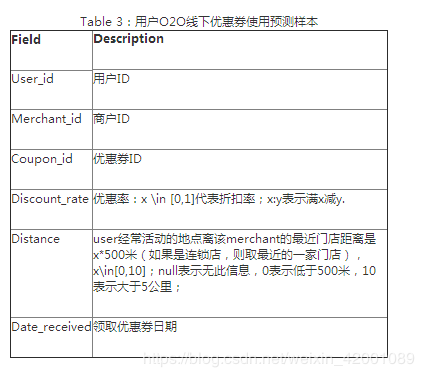 Table 3：用户O2O线下优惠券使用预测样本
Field Description
User_id 用户ID
Merchant_id 商户ID
Coupon_id 优惠券ID
Discount_rate 优惠率：x \in [0,1]代表折扣率；x:y表示满x减y.
Distance user经常活动的地点离该merchant的最近门店距离是
x*500米（如果是连锁店，则取最近的一家门店），
x\in[0,10]；null表示无此信息，0表示低于500米，10
表示大于5公里；
Date_received 领取优惠券日期
https://blog.csdn.net/weixin_42001089